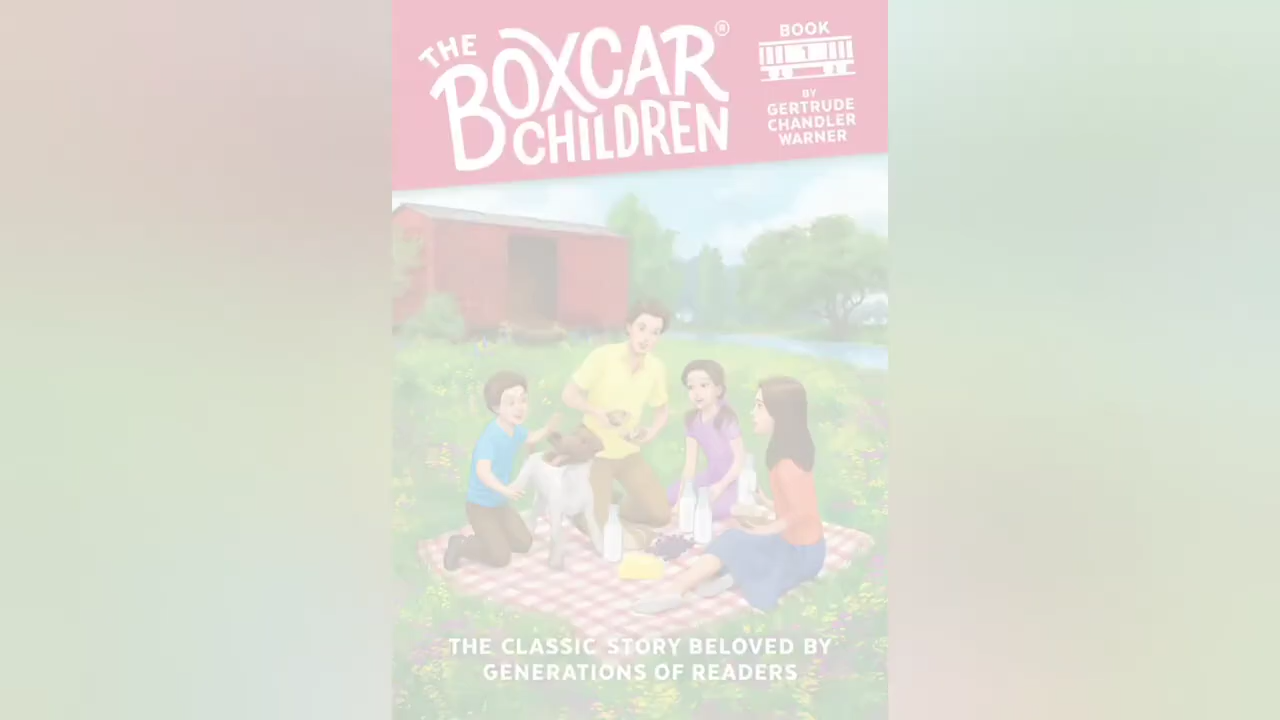 THE
BOXCAR®
CHILDREN
BOOK
1
BY
GERTRUDE
CHANDLER
WARNER
THE CLASSIC STORY BELOVED BY
GENERATIONS OF READERS